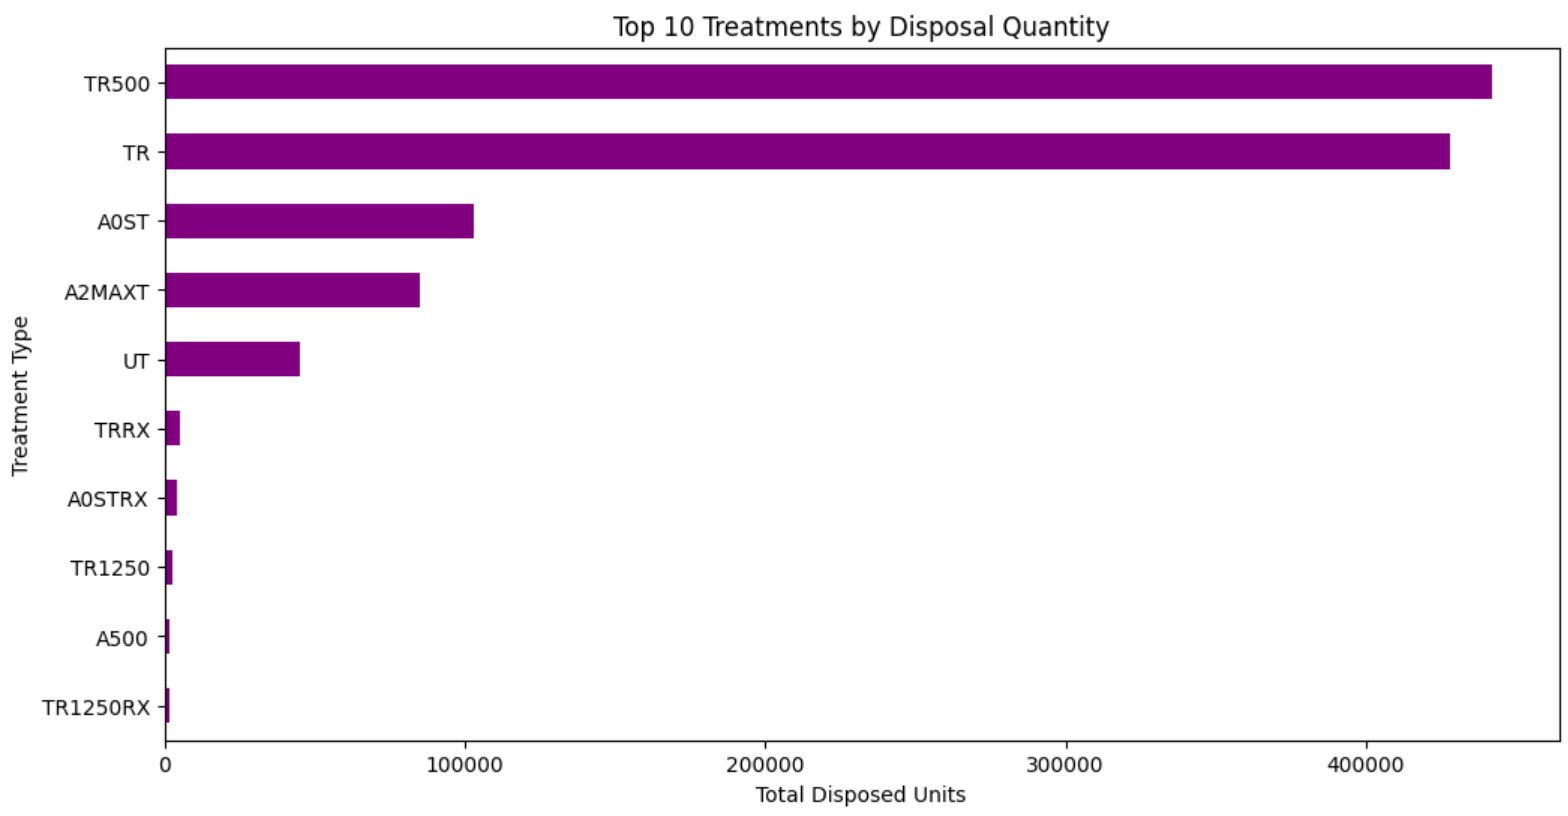 Top 10 Treatments by Disposal Quantity
Treatment Type
TR500
TR
A0ST
A2MAXT
UT
TRRX
A0STRX
TR1250
A500
TR1250RX
0 100000 200000 300000 400000
Total Disposed Units